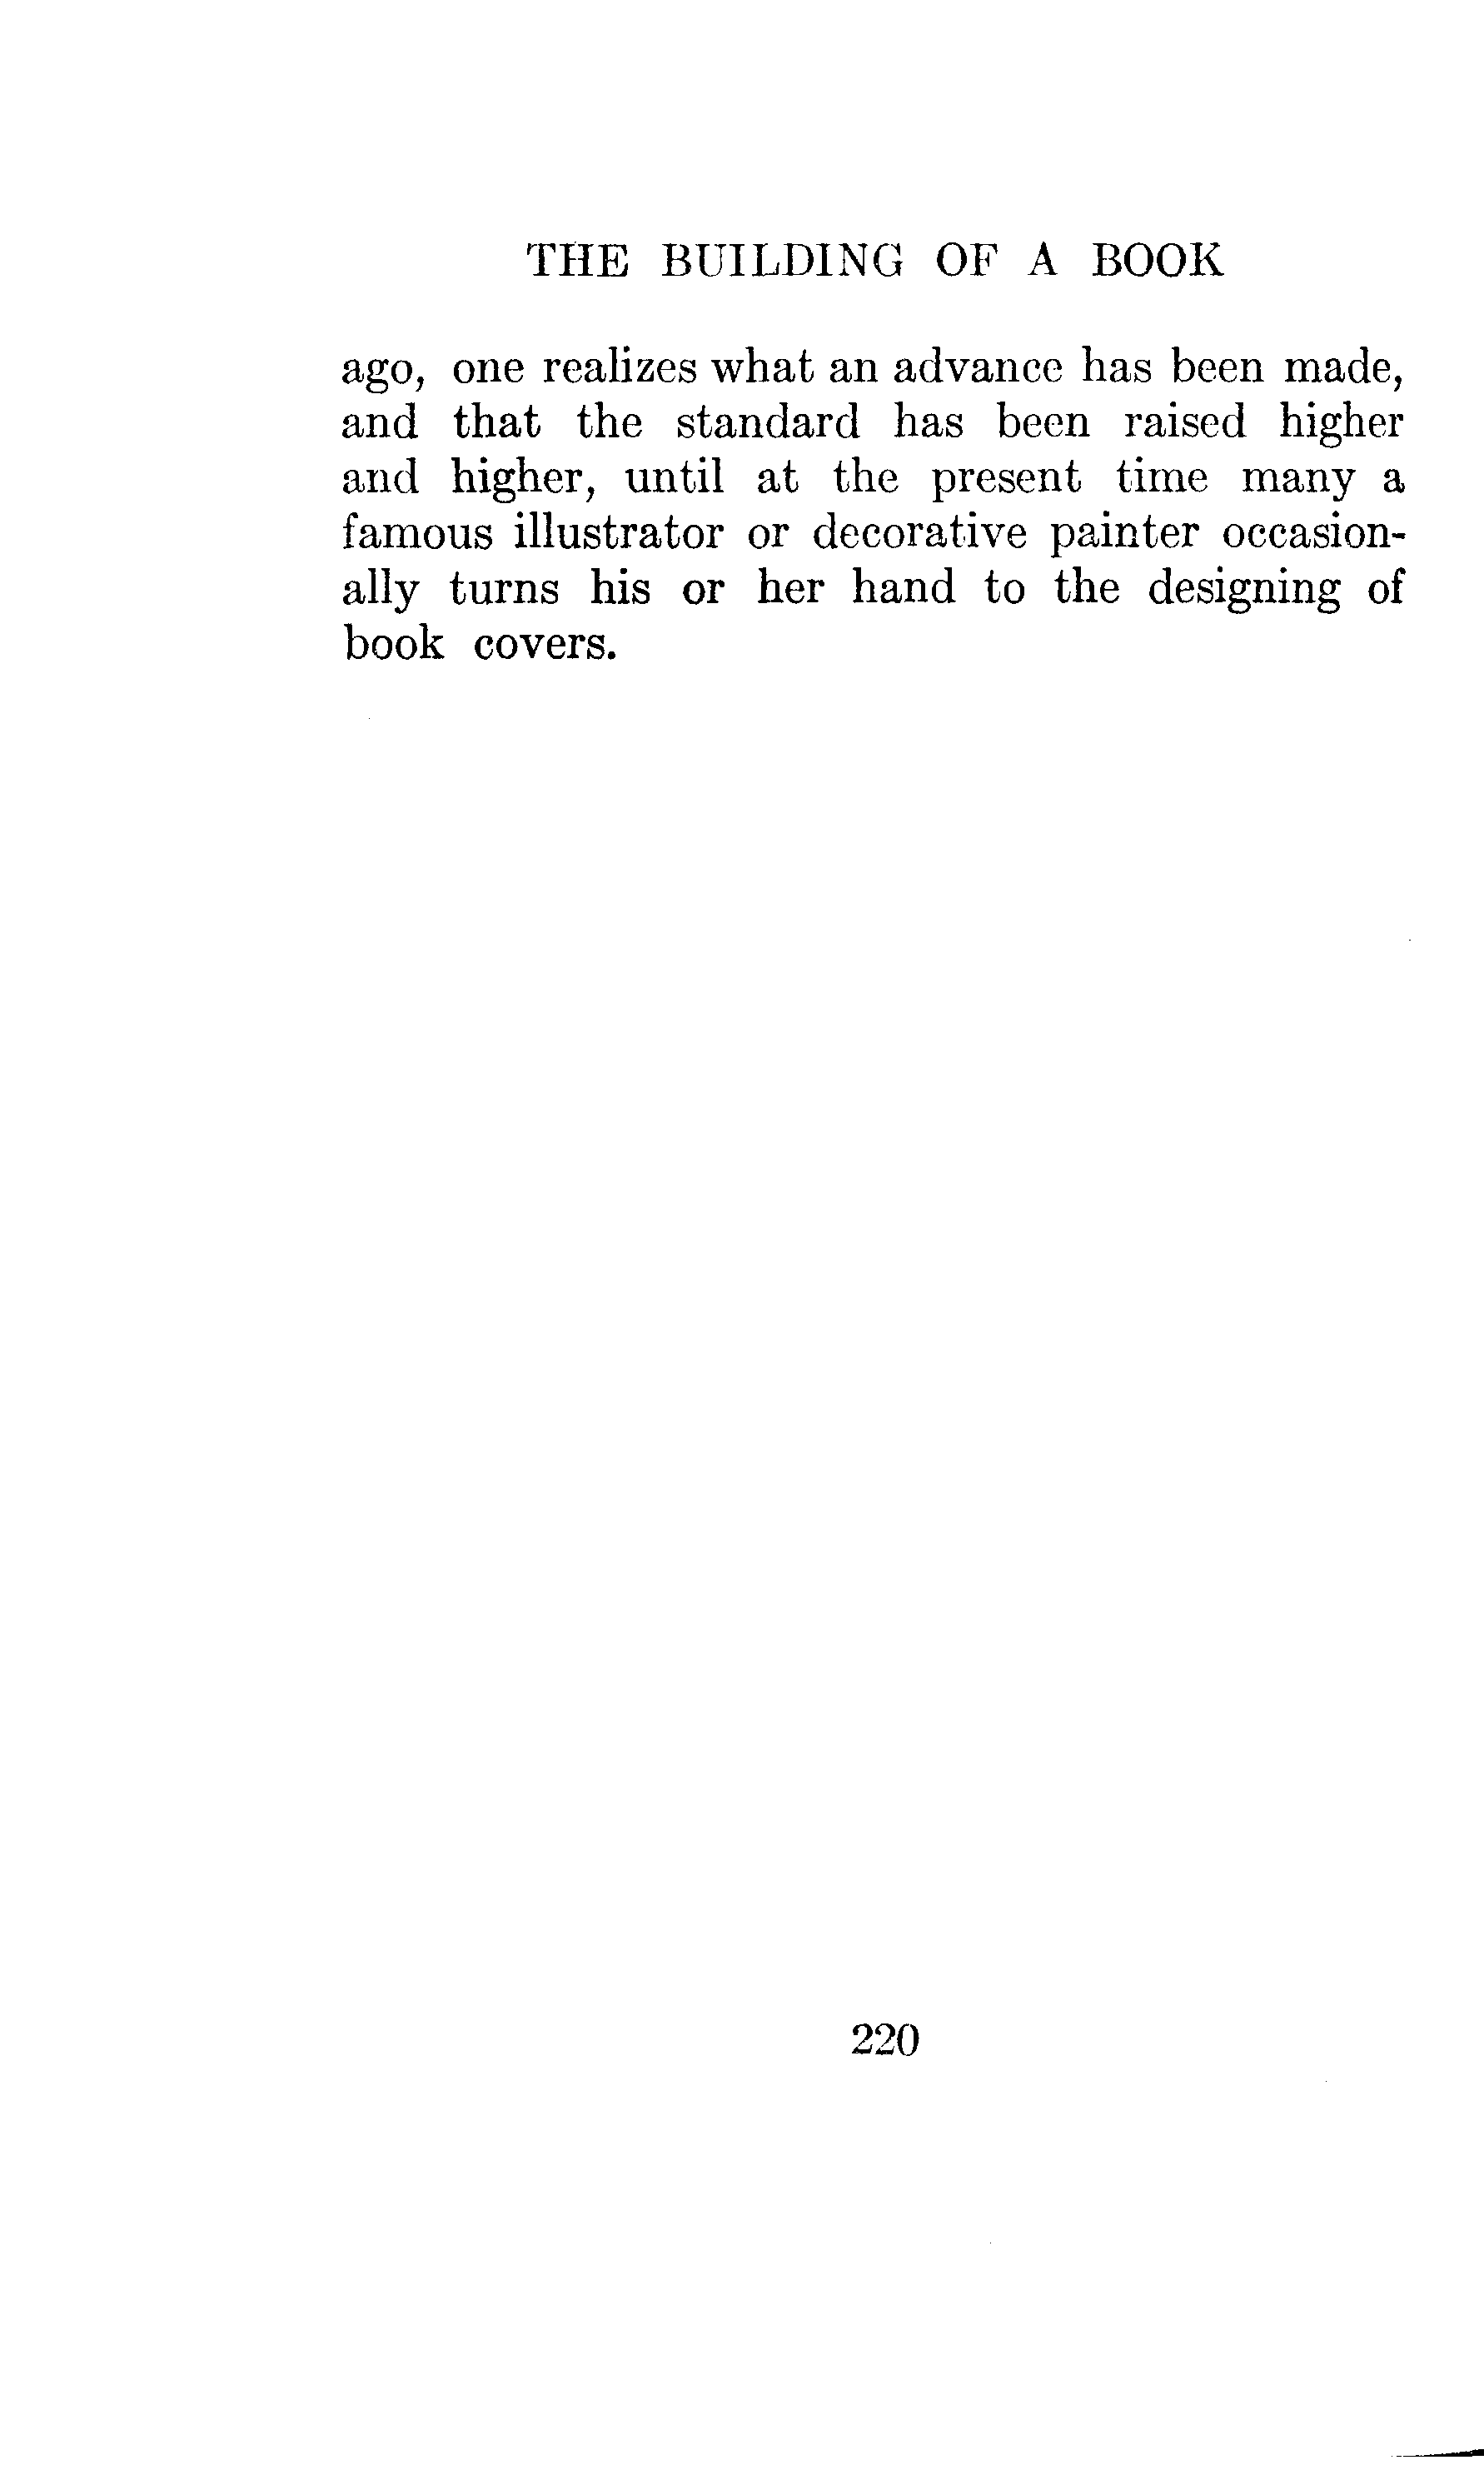 THE BUILDING OF A BOOK
ago, one realizes what an advance has been made,
and that the standard has been raised higher
and higher, until at the present time many a
famous illustrator or decorative painter occasion-
ally turns his or her hand to the designing of
book covers.
220